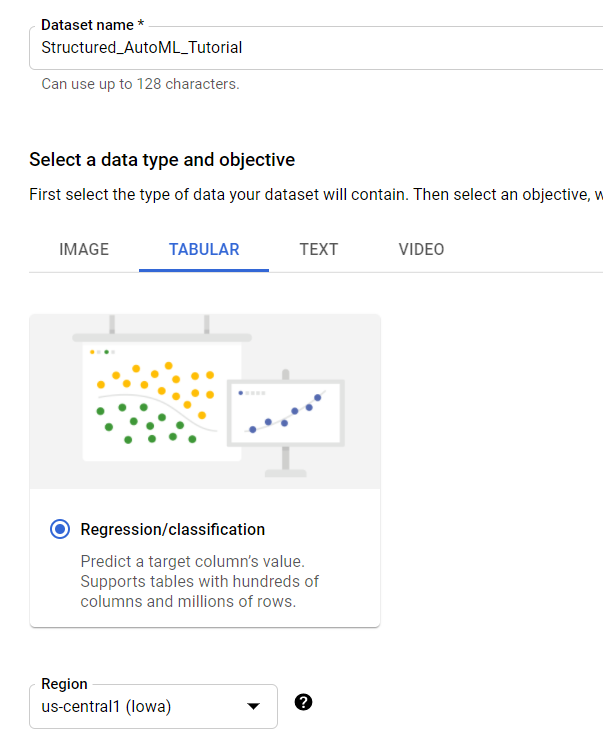 Dataset name *
Structured_AutoML_Tutorial
Can use up to 128 characters.
Select a data type and objective
First select the type of data your dataset will contain. Then select an objective, w
IMAGE TABULAR TEXT VIDEO
Regression/classification
Predict a target column's value.
Supports tables with hundreds of
columns and millions of rows.
Region
us-central1 (Iowa)
?